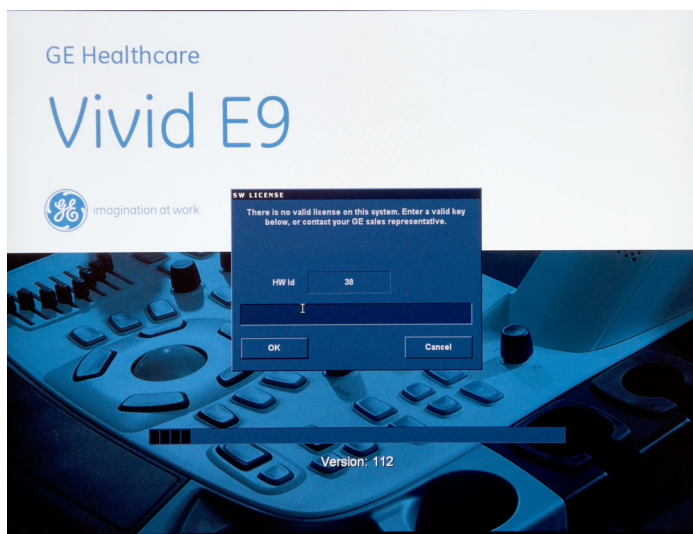 GE Healthcare
Vivid E9
imagination at work
SW LICENSE
There is no valid license on this system. Enter a valid key
below, or contact your GE sales representative.
HW Id 38
OK Cancel
Version: 112